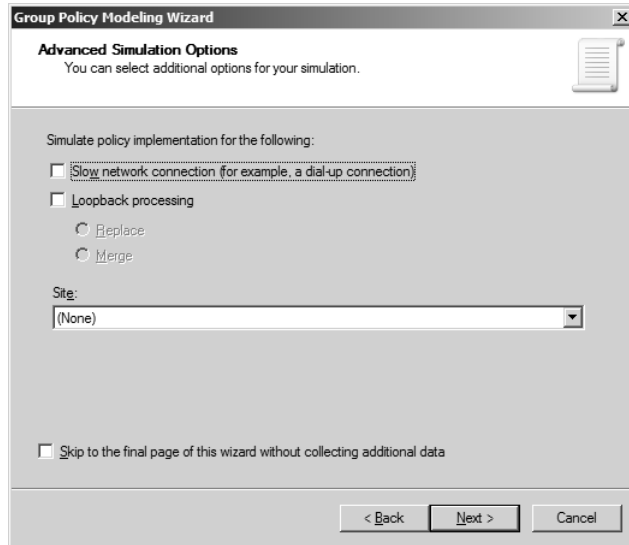 Group Policy Modeling Wizard
Advanced Simulation Options
You can select additional options for your simulation.
Simulate policy implementation for the following:
Slow network connection (for example, a dial-up connection)
Loopback processing
Replace
Merge
Site:
(None)
Skip to the final page of this wizard without collecting additional data
< Back Next > Cancel